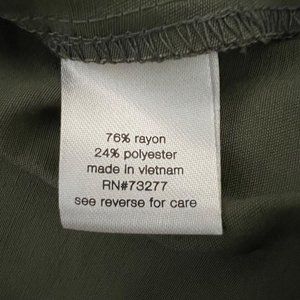 76% rayon
24% polyester
made in vietnam
RN#73277
see reverse for care